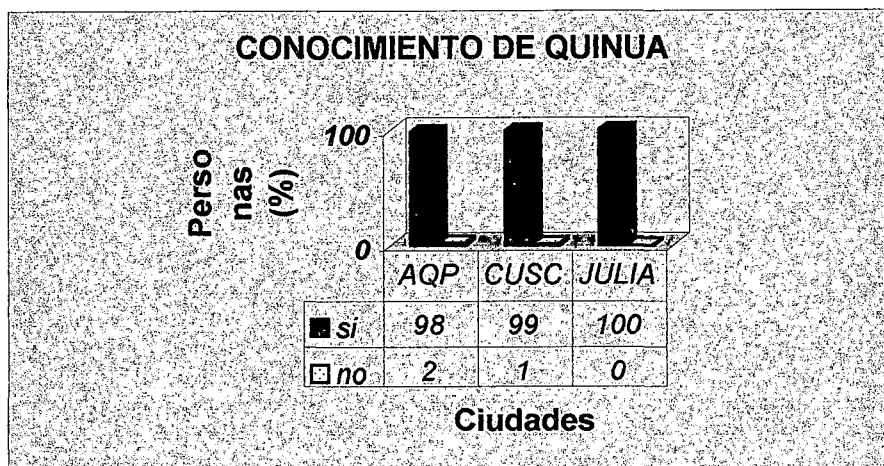 CONOCIMIENTO DE QUINUA
Perso
nas
(%)
100
0
AQP CUSC JULIA
si 98 99 100
no 2 1 0
Ciudades